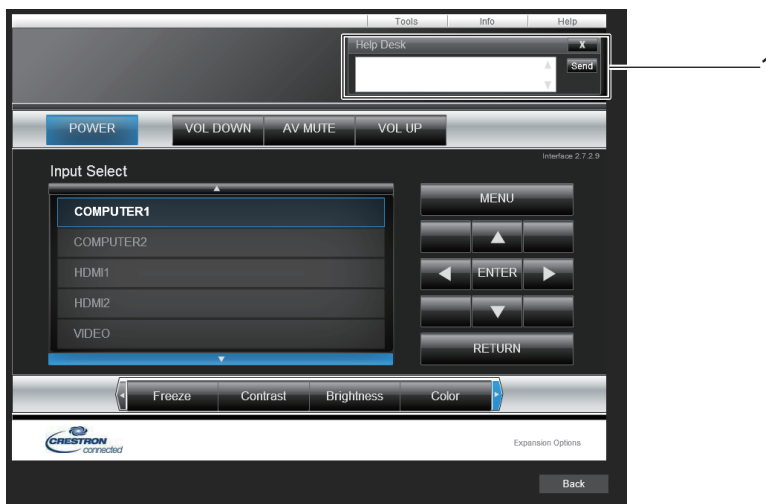 Tools Info Help
Help Desk X
Send
1
POWER VOL DOWN AV MUTE VOL UP
Interface 2.7.2.9
Input Select
COMPUTER1
COMPUTER2
HDMI1
HDMI2
VIDEO
MENU
ENTER
RETURN
Freeze Contrast Brightness Color
CRESTRON
connected
Expansion Options
Back